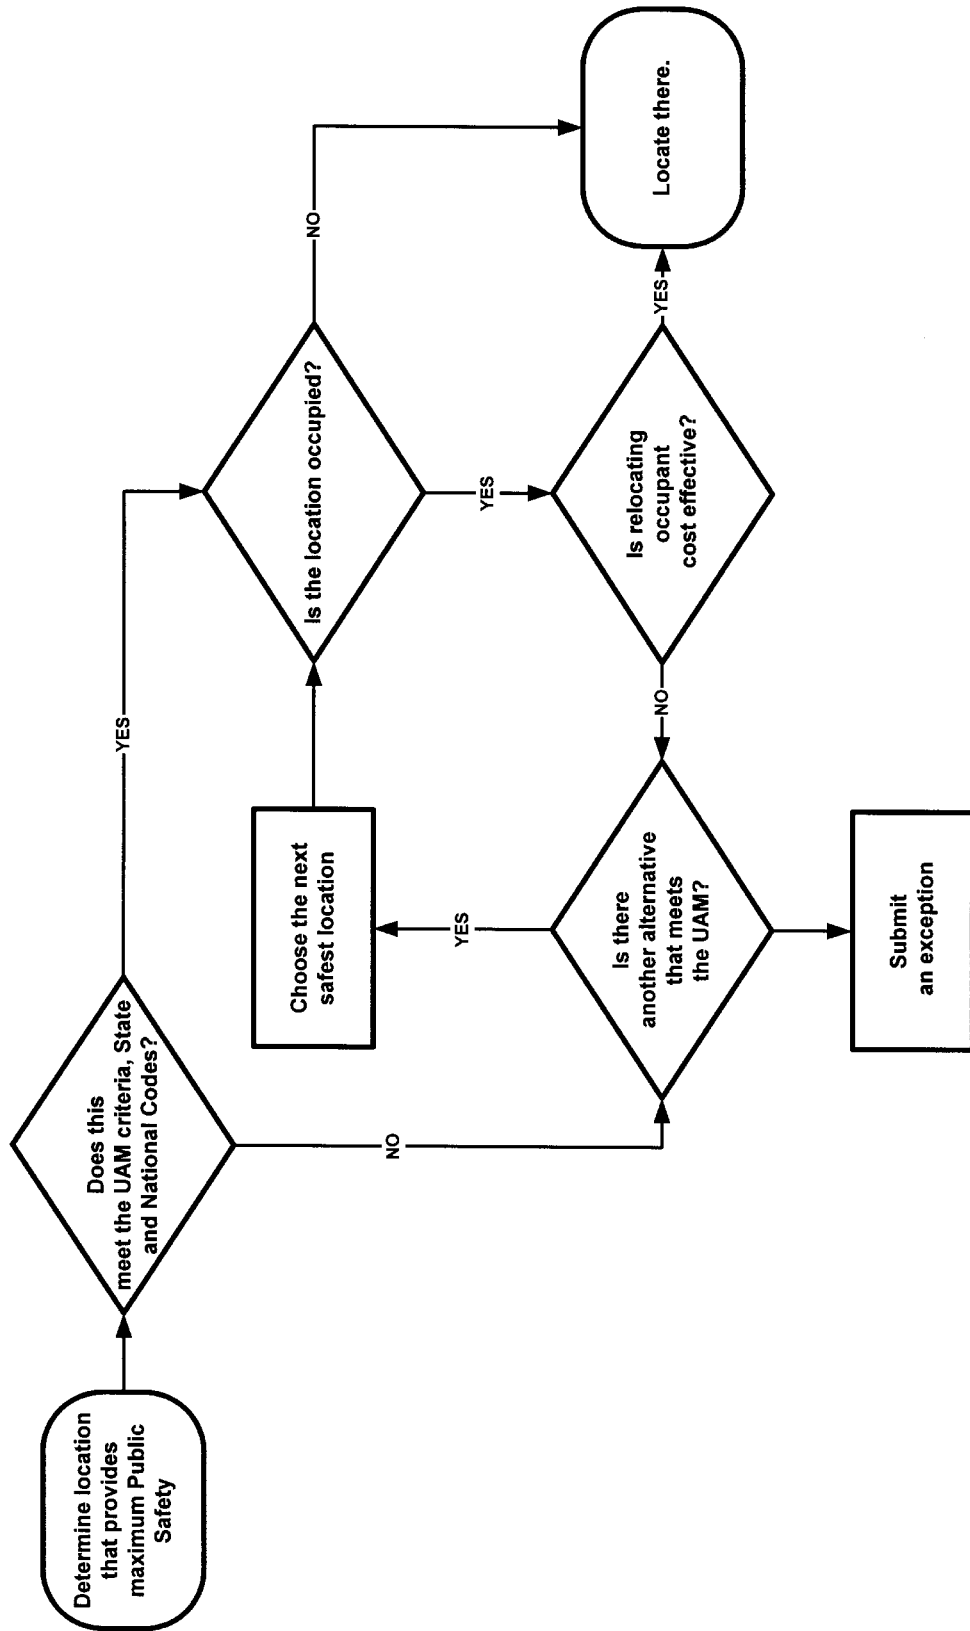 Determine location
that provides
maximum Public
Safety
Does this
meet the UAM criteria, State
and National Codes?
YES
NO
Choose the next
safest location
Is the location occupied?
NO
YES
Is there
another alternative
that meets
the UAM?
YES
NO
Is relocating
occupant
cost effective?
YES
Locate there.
Submit
an exception